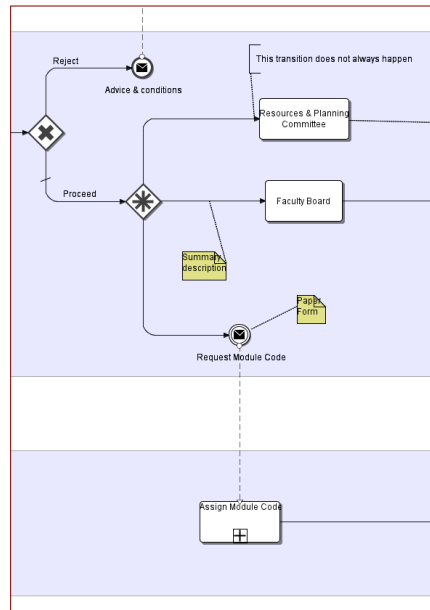 Reject
Advice & conditions
This transition does not always happen
Resources & Planning
Committee
Proceed
Faculty Board
Summary
description
Paper
Form
Request Module Code
Assign Module Code